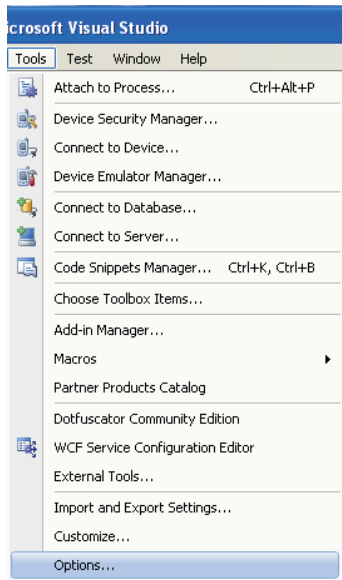 icrosoft Visual Studio
Tools Test Window Help
Attach to Process... Ctrl+Alt+P
Device Security Manager...
Connect to Device...
Device Emulator Manager...
Connect to Database...
Connect to Server...
Code Snippets Manager... Ctrl+K, Ctrl+B
Choose Toolbox Items...
Add-in Manager...
Macros
Partner Products Catalog
Dotfuscator Community Edition
WCF Service Configuration Editor
External Tools...
Import and Export Settings...
Customize...
Options...